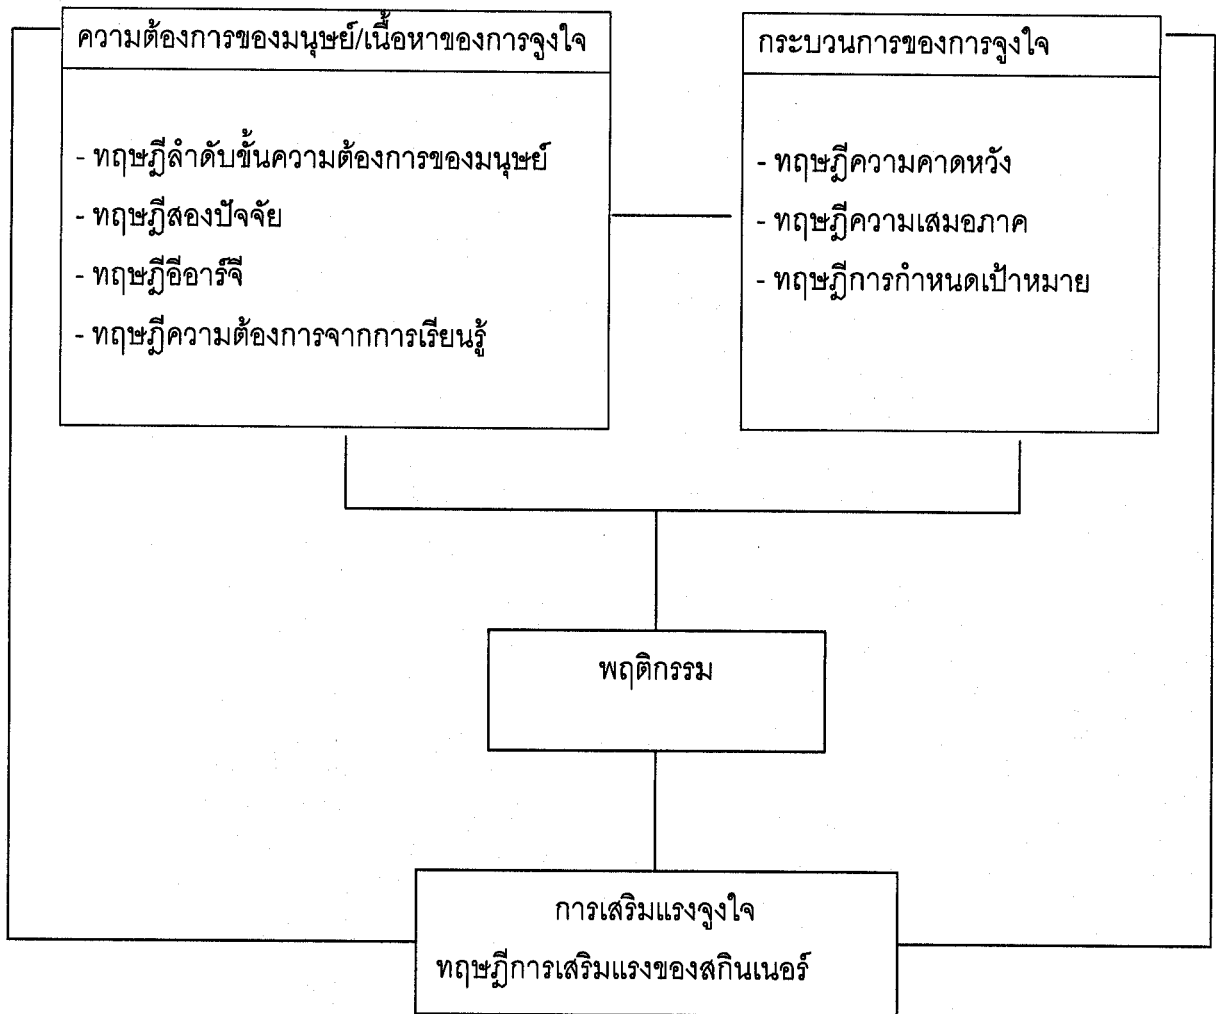 ความต้องการของมนุษย์/เนื้อหาของการจูงใจ
- ทฤษฎีลำดับขั้นความต้องการของมนุษย์
- ทฤษฎีสองปัจจัย
- ทฤษฎีอีอาร์จี
- ทฤษฎีความต้องการจากการเรียนรู้
กระบวนการของการจูงใจ
- ทฤษฎีความคาดหวัง
- ทฤษฎีความเสมอภาค
- ทฤษฎีการกำหนดเป้าหมาย
พฤติกรรม
การเสริมแรงจูงใจ
ทฤษฎีการเสริมแรงของสกินเนอร์